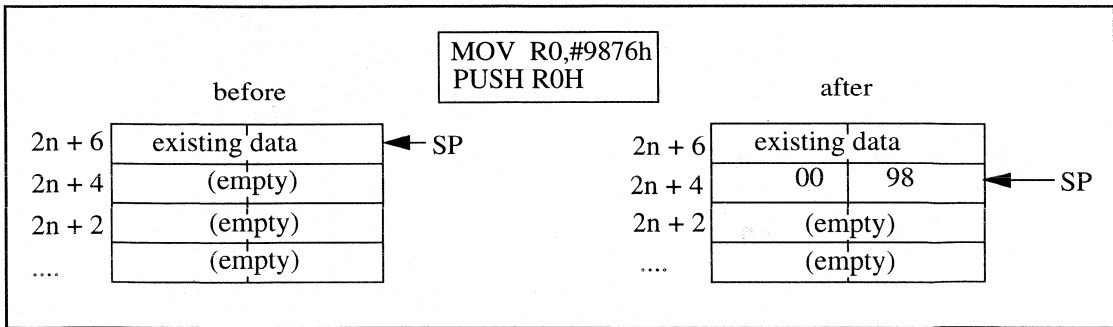 MOV R0,#9876h
PUSH R0H
before
after
2n + 6 existing data SP
2n + 4 (empty)
2n + 2 (empty)
.... (empty)
2n + 6 existing data
2n + 4 00 98 SP
2n + 2 (empty)
.... (empty)